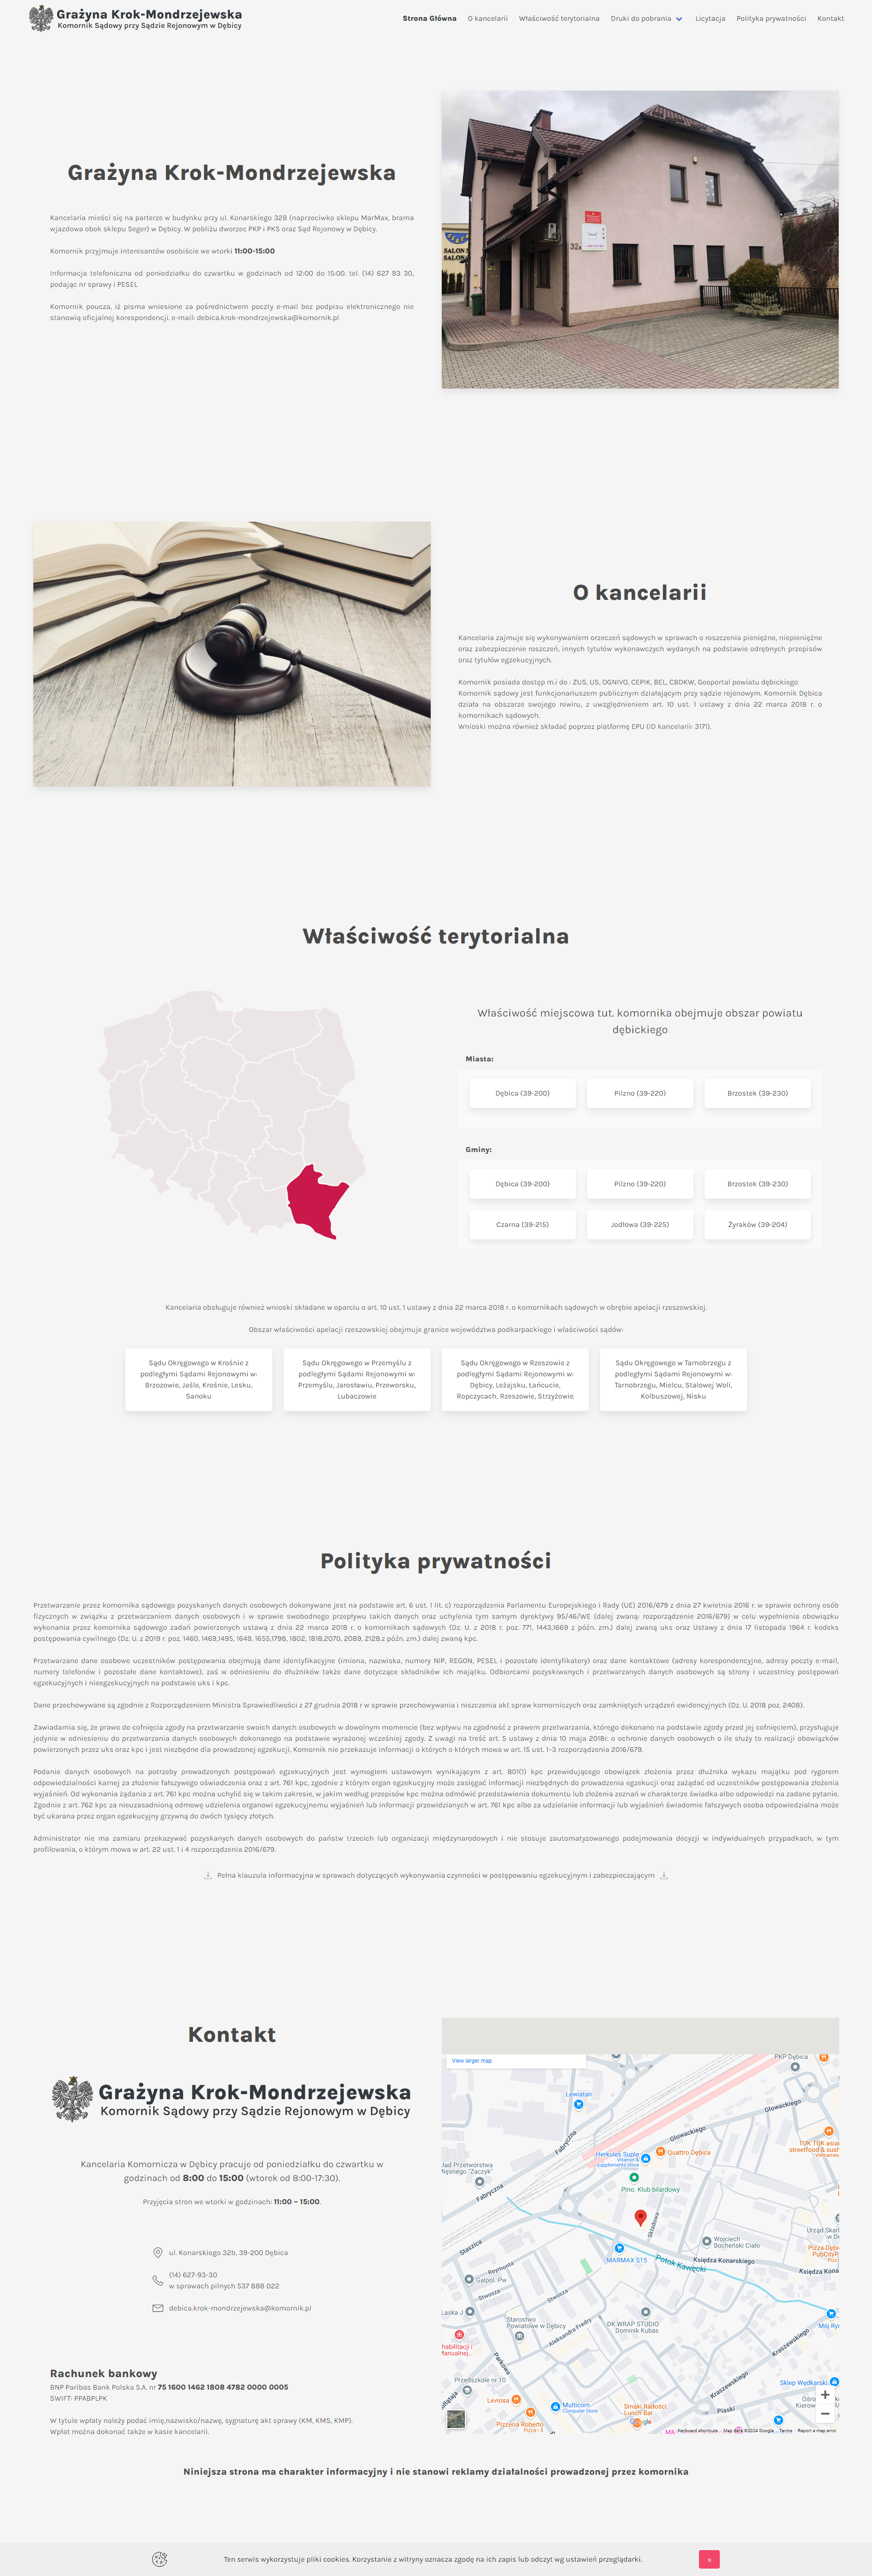 Grażyna Krok-Mondrzejewska
Komornik Sądowy przy Sądzie Rejonowym w Dębicy
Strona Główna O kancelarii Właściwość terytorialna Druki do pobrania Licytacja Polityka prywatności Kontakt
Grażyna Krok-Mondrzejewska
Kancelaria mieści się na parterze w budynku przy ul. Konarskiego 32B (naprzeciwko sklepu MarMax, brama
wjazdowa obok sklepu Seger) w Dębicy. W pobliżu dworzec PKP i PKS oraz Sąd Rejonowy w Dębicy.
Komornik przyjmuje interesantów osobiście we wtorki 11:00-15:00
Informacja telefoniczna od poniedziałku do czwartku w godzinach od 12:00 do 15:00. tel. (14) 627 93 30,
podając nr sprawy i PESEL
Komornik poucza, iż pisma wniesione za pośrednictwem poczty e-mail bez podpisu elektronicznego nie
stanowią oficjalnej korespondencji. e-mail: debica.krok-mondrzejewska@komornik.pl
O kancelarii
Kancelaria zajmuje się wykonywaniem orzeczeń sądowych w sprawach o roszczenia pieniężne, niepieniężne
oraz zabezpieczenie roszczeń, innych tytułów wykonawczych wydanych na podstawie odrębnych przepisów
oraz tytułów egzekucyjnych.
Komornik posiada dostęp m.i do : ZUS, US, OGNIVO, CEPIK, BEL, CBDKW, Geoportal powiatu dębickiego
Komornik sądowy jest funkcjonariuszem publicznym działającym przy sądzie rejonowym. Komornik Dębica
działa na obszarze swojego rewiru, z uwzględnieniem art. 10 ust. 1 ustawy z dnia 22 marca 2018 r. o
komornikach sądowych.
Wnioski można również składać poprzez platformę EPU (ID kancelarii: 3171).
Właściwość terytorialna
Właściwość miejscowa tut. komornika obejmuje obszar powiatu
dębickiego
Miasta:
Dębica (39-200) Pilzno (39-220) Brzostek (39-230)
Gminy:
Dębica (39-200) Pilzno (39-220) Brzostek (39-230)
Czarna (39-215) Jodłowa (39-225) Żyraków (39-204)
Kancelaria obsługuje również wnioski składane w oparciu o art. 10 ust. 1 ustawy z dnia 22 marca 2018 r. o komornikach sądowych w obrębie apelacji rzeszowskiej.
Obszar właściwości apelacji rzeszowskiej obejmuje granice województwa podkarpackiego i właściwości sądów:
Sądu Okręgowego w Krośnie z
podległymi Sądami Rejonowymi w:
Brzozowie, Jaśle, Krośnie, Lesku,
Sanoku
Sądu Okręgowego w Przemyślu z
podległymi Sądami Rejonowymi w:
Przemyślu, Jarosławiu, Przeworsku,
Lubaczowie
Sądu Okręgowego w Rzeszowie z
podległymi Sądami Rejonowymi w:
Dębicy, Leżajsku, Łańcucie,
Ropczycach, Rzeszowie, Strzyżowie
Sądu Okręgowego w Tarnobrzegu z
podległymi Sądami Rejonowymi w:
Tarnobrzegu, Mielcu, Stalowej Woli,
Kolbuszowej, Nisku
Polityka prywatności
Przetwarzanie przez komornika sądowego pozyskanych danych osobowych dokonywane jest na podstawie art. 6 ust. 1 lit. c) rozporządzenia Parlamentu Europejskiego i Rady (UE) 2016/679 z dnia 27 kwietnia 2016 r. w sprawie ochrony osób
fizycznych w związku z przetwarzaniem danych osobowych i w sprawie swobodnego przepływu takich danych oraz uchylenia tym samym dyrektywy 95/46/WE (dalej zwaną: rozporządzenie 2016/679) w celu wypełnienia obowiązku
wykonania przez komornika sądowego zadań powierzonych ustawą z dnia 22 marca 2018 r. o komornikach sądowych (Dz. U. z 2018 r. poz. 771, 1443,1669 z późn. zm.) dalej zwaną uks oraz Ustawy z dnia 17 listopada 1964 r. kodeks
postępowania cywilnego (Dz. U. z 2019 r. poz. 1460, 1469,1495, 1649, 1655,1798, 1802, 1818,2070, 2089, 2128.z późn. zm.) dalej zwaną kpc.
Przetwarzane dane osobowe uczestników postępowania obejmują dane identyfikacyjne (imiona, nazwiska, numery NIP, REGON, PESEL i pozostałe identyfikatory) oraz dane kontaktowe (adresy korespondencyjne, adresy poczty e-mail,
numery telefonów i pozostałe dane kontaktowe), zaś w odniesieniu do dłużników także dane dotyczące składników ich majątku. Odbiorcami pozyskiwanych i przetwarzanych danych osobowych są strony i uczestnicy postępowań
egzekucyjnych i nieegzekucyjnych na podstawie uks i kpc.
Dane przechowywane są zgodnie z Rozporządzeniem Ministra Sprawiedliwości z 27 grudnia 2018 r w sprawie przechowywania i niszczenia akt spraw komorniczych oraz zamkniętych urządzeń ewidencyjnych (Dz. U. 2018 poz. 2408).
Zawiadamia się, że prawo do cofnięcia zgody na przetwarzanie swoich danych osobowych w dowolnym momencie (bez wpływu na zgodność z prawem przetwarzania, którego dokonano na podstawie zgody przed jej cofnięciem), przysługuje
jedynie w odniesieniu do przetwarzania danych osobowych dokonanego na podstawie wyrażonej wcześniej zgody. Z uwagi na treść art. 5 ustawy z dnia 10 maja 2018r. o ochronie danych osobowych o ile służy to realizacji obowiązków
powierzonych przez uks oraz kpc i jest niezbędne dla prowadzonej egzekucji, Komornik nie przekazuje informacji o których o których mowa w art. 15 ust. 1-3 rozporządzenia 2016/679.
Podanie danych osobowych na potrzeby prowadzonych postępowań egzekucyjnych jest wymogiem ustawowym wynikającym z art. 801(1) kpc przewidującego obowiązek złożenia przez dłużnika wykazu majątku pod rygorem
odpowiedzialności karnej za złożenie fałszywego oświadczenia oraz z art. 761 kpc, zgodnie z którym organ egzekucyjny może zasięgać informacji niezbędnych do prowadzenia egzekucji oraz zażądać od uczestników postępowania złożenia
wyjaśnień. Od wykonania żądania z art. 761 kpc można uchylić się w takim zakresie, w jakim według przepisów kpc można odmówić przedstawienia dokumentu lub złożenia zeznań w charakterze świadka albo odpowiedzi na zadane pytanie.
Zgodnie z art. 762 kpc za nieuzasadnioną odmowę udzielenia organowi egzekucyjnemu wyjaśnień lub informacji przewidzianych w art. 761 kpc albo za udzielanie informacji lub wyjaśnień świadomie fałszywych osoba odpowiedzialna może
być ukarana przez organ egzekucyjny grzywną do dwóch tysięcy złotych.
Administrator nie ma zamiaru przekazywać pozyskanych danych osobowych do państw trzecich lub organizacji międzynarodowych i nie stosuje zautomatyzowanego podejmowania decyzji w indywidualnych przypadkach, w tym
profilowania, o którym mowa w art. 22 ust. 1 i 4 rozporządzenia 2016/679.
Pełna klauzula informacyjna w sprawach dotyczących wykonywania czynności w postępowaniu egzekucyjnym i zabezpieczającym
Kontakt
Grażyna Krok-Mondrzejewska
Komornik Sądowy przy Sądzie Rejonowym w Dębicy
Kancelaria Komornicza w Dębicy pracuje od poniedziałku do czwartku w
godzinach od 8:00 do 15:00 (wtorek od 8:00-17:30).
Przyjęcia stron we wtorki w godzinach: 11:00 – 15:00.
ul. Konarskiego 32b, 39-200 Dębica
(14) 627-93-30
w sprawach pilnych 537 888 022
debica.krok-mondrzejewska@komornik.pl
Rachunek bankowy
BNP Paribas Bank Polska S.A. nr 75 1600 1462 1808 4782 0000 0005
SWIFT: PPABPLPK
W tytule wpłaty należy podać imię,nazwisko/nazwę, sygnaturę akt sprawy (KM, KMS, KMP).
Wpłat można dokonać także w kasie kancelarii.
View larger map
PKP Dębica
Lewiatan
Głowackiego
Fabryczna
Głowackiego
Herkules Suple
Vitamin &
supplements store
Quattro Dębica
TUK TUK asian
streetfood & sush
Vietnamese
Pino. Klub bilardowy
Fabryczna
Składowa
Staszica
Wojciech
Bocheński Ciało
Urząd Skar
MARMAX S15
Potok Kawęcki
Księdza Konarskiego
Pizza Dębic
PubCityP
Księdza Kona
Reymonta
Galpol. Pw
Stwosza
Stwosza
Starostwo
Powiatowe w Dębicy
DK WRAP STUDIO
Dominik Kubas
Aleksandra Fredry
Mój Ryn
Kraszewskiego
Parkowa
Przedszkole nr 10
Kraszewskiego
Sklep Wędkarski
Leviosa
Multicom
Computer store
Smaki Radości,
Lunch Bar
Piaski
Pizzeria Roberto
Google
Keyboard shortcuts Map data ©2024 Google Terms Report a map error
Niniejsza strona ma charakter informacyjny i nie stanowi reklamy działalności prowadzonej przez komornika
Ten serwis wykorzystuje pliki cookies. Korzystanie z witryny oznacza zgodę na ich zapis lub odczyt wg ustawień przeglądarki.
×